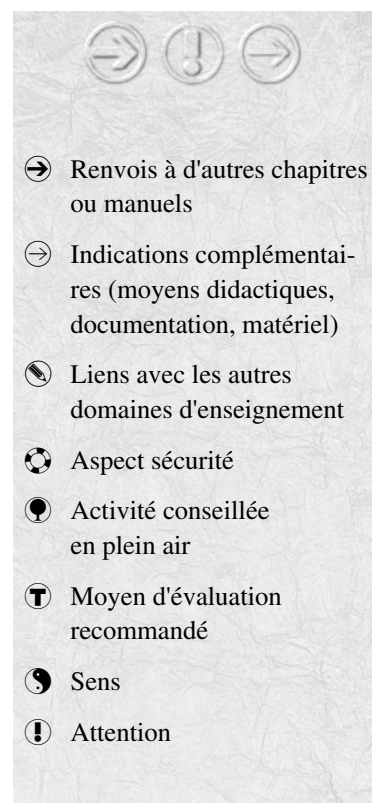 Renvois à d'autres chapitres
ou manuels
Indications complémentai-
res (moyens didactiques,
documentation, matériel)
Liens avec les autres
domaines d'enseignement
Aspect sécurité
Activité conseillée
en plein air
T Moyen d'évaluation
recommandé
Sens
! Attention